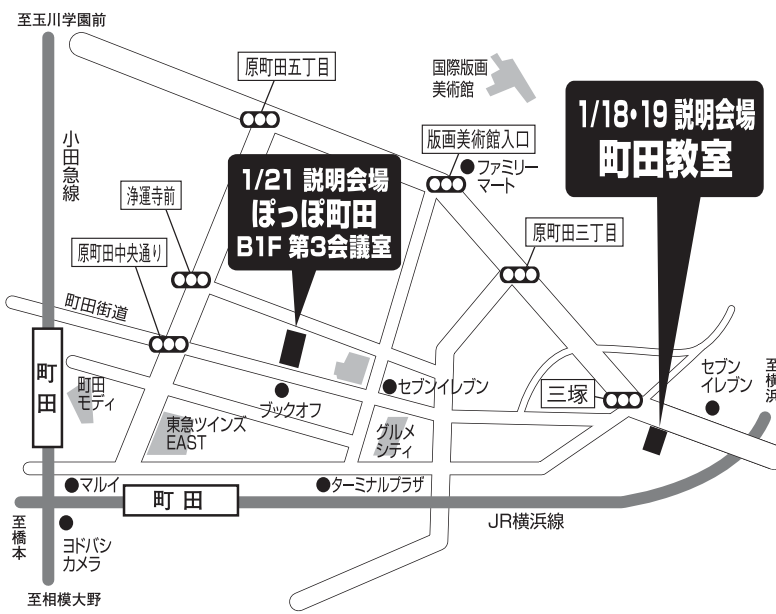 至玉川学園前
原町田五丁目
国際版画
美術館
1/18・19 説明会場
町田教室
小田急線
版画美術館入口
ファミリー
マート
1/21 説明会場
ぽっぽ町田
B1F 第3会議室
浄運寺前
原町田三丁目
原町田中央通り
町田街道
町田
町田
モディ
セブンイレブン
三塚
セブン
イレブン
至横浜
ブックオフ
東急ツインズ
EAST
グルメ
シティ
マルイ
町田
ターミナルプラザ
JR横浜線
至橋本
ヨドバシ
カメラ
至相模大野